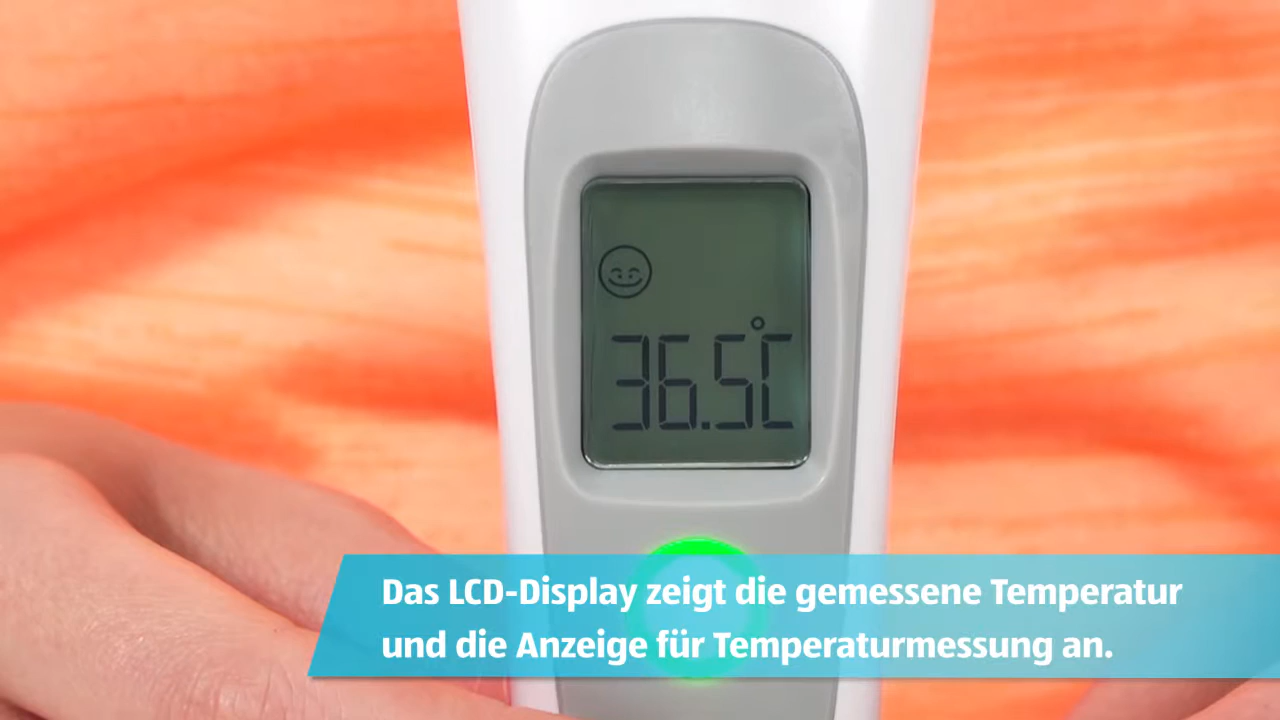 36.5°C
Das LCD-Display zeigt die gemessene Temperatur
und die Anzeige für Temperaturmessung an.